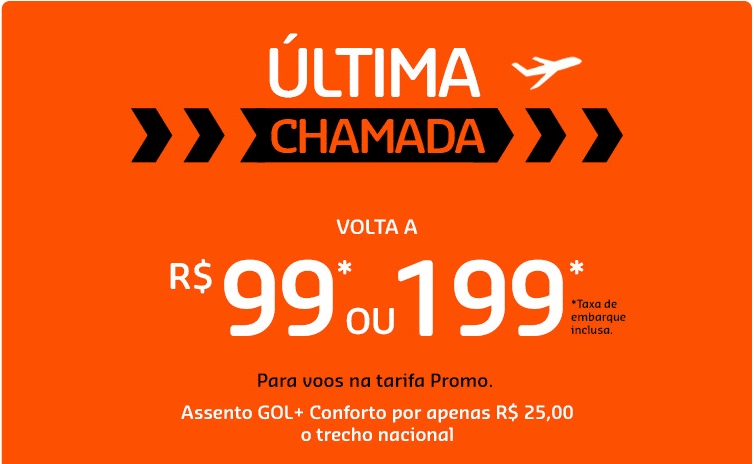 ÚLTIMA
CHAMADA
VOLTA A
R$ 99* ou 199*
*Taxa de
embarque
inclusa.
Para voos na tarifa Promo.
Assento GOL+ Conforto por apenas R$ 25,00
o trecho nacional